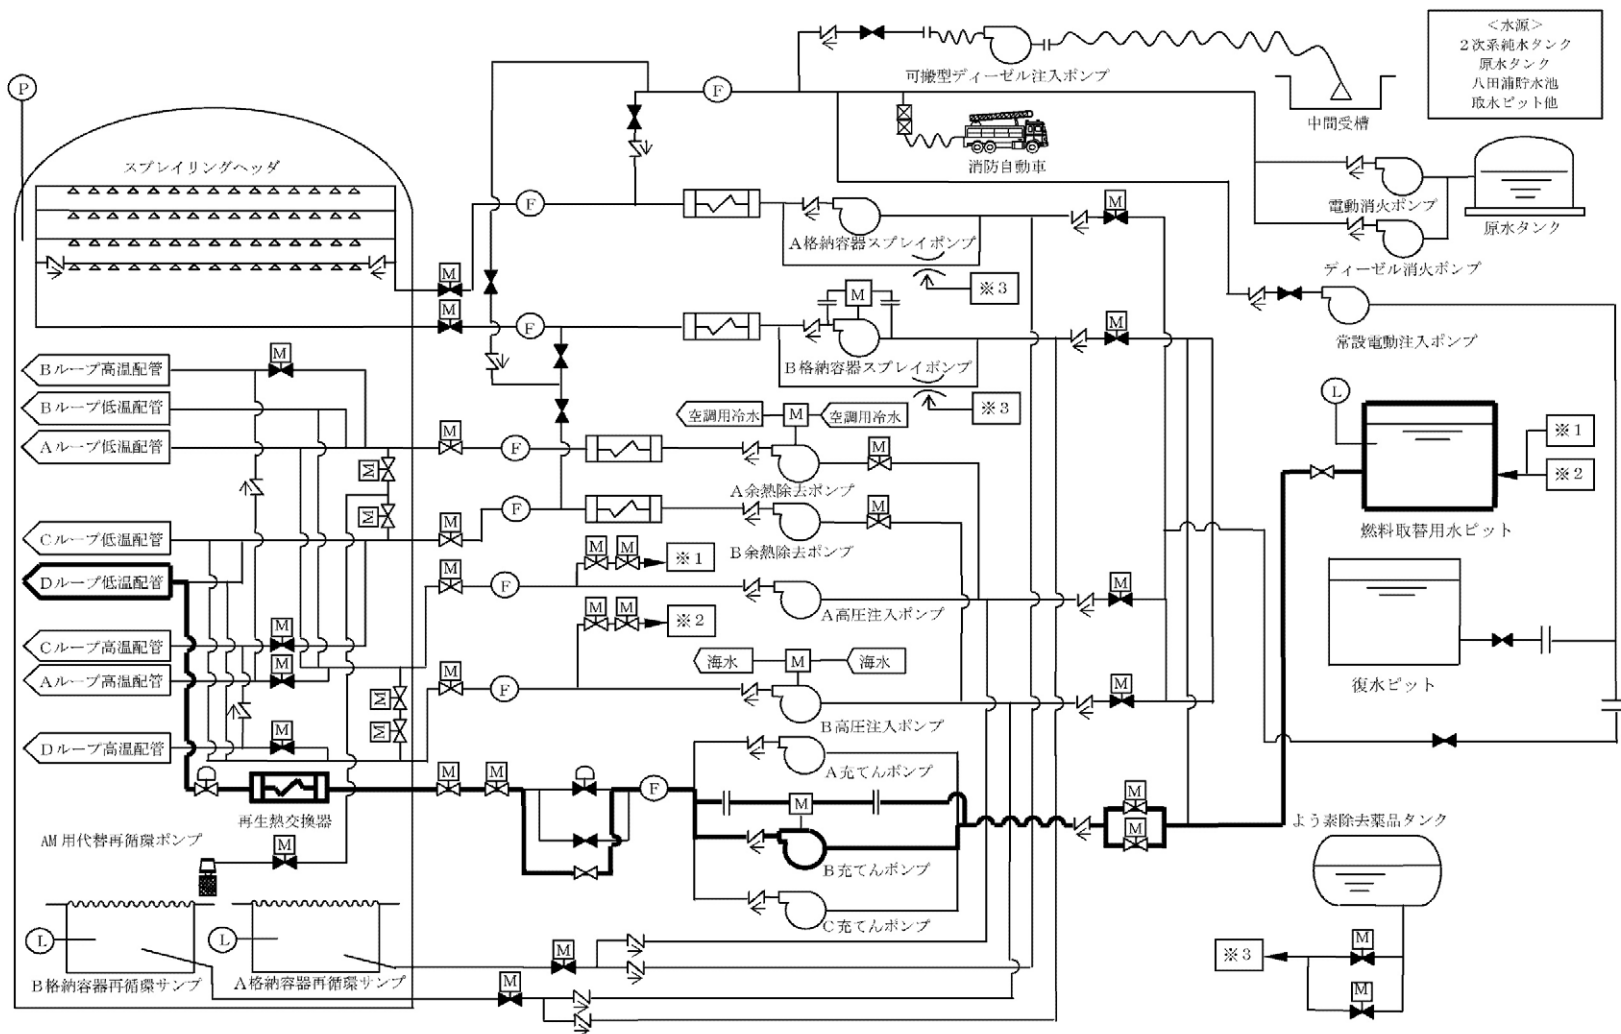 ＜水源＞
２次系純水タンク
原水タンク
八田浦貯水池
取水ピット他
可搬型ディーゼル注入ポンプ
中間受槽
P
F
消防自動車
スプレイリングヘッダ
電動消火ポンプ
原水タンク
ディーゼル消火ポンプ
M
F
M
A格納容器スプレイポンプ
※3
M
M
F
M
M
B格納容器スプレイポンプ
※3
常設電動注入ポンプ
Bループ高温配管
M
Bループ低温配管
空調用冷水
M
空調用冷水
L
※1
※2
Aループ低温配管
M
F
M
M
A余熱除去ポンプ
燃料取替用水ピット
M
Cループ低温配管
M
F
M
B余熱除去ポンプ
M
M
※1
Dループ低温配管
M
F
A高圧注入ポンプ
M
M
M
※2
Cループ高温配管
M
海水
M
海水
Aループ高温配管
M
M
F
M
B高圧注入ポンプ
復水ピット
M
M
Dループ高温配管
M
A充てんポンプ
M
M
F
M
M
M
再生熱交換器
B充てんポンプ
よう素除去薬品タンク
AM用代替再循環ポンプ
M
C充てんポンプ
L
L
M
B格納容器再循環サンプ
A格納容器再循環サンプ
M
※3
M
M